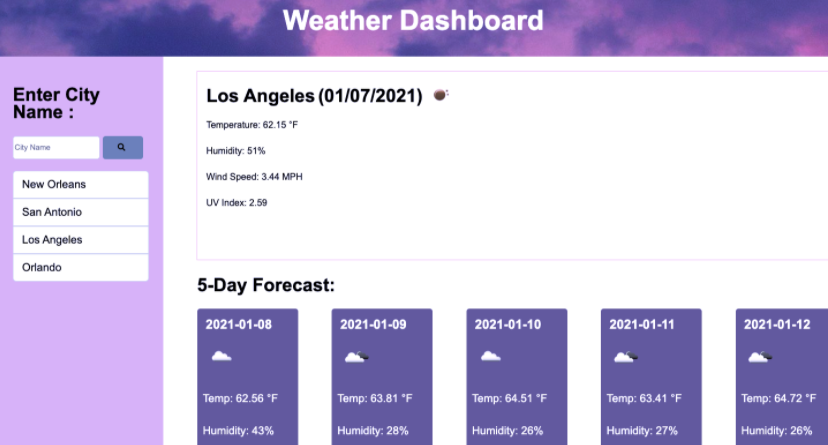 Weather Dashboard
Enter City
Name :
City Name
New Orleans
San Antonio
Los Angeles
Orlando
Los Angeles (01/07/2021)
Temperature: 62.15 °F
Humidity: 51%
Wind Speed: 3.44 MPH
UV Index: 2.59
5-Day Forecast:
2021-01-08
Temp: 62.56 °F
Humidity: 43%
2021-01-09
Temp: 63.81 °F
Humidity: 28%
2021-01-10
Temp: 64.51 °F
Humidity: 26%
2021-01-11
Temp: 63.41 °F
Humidity: 27%
2021-01-12
Temp: 64.72 °F
Humidity: 26%